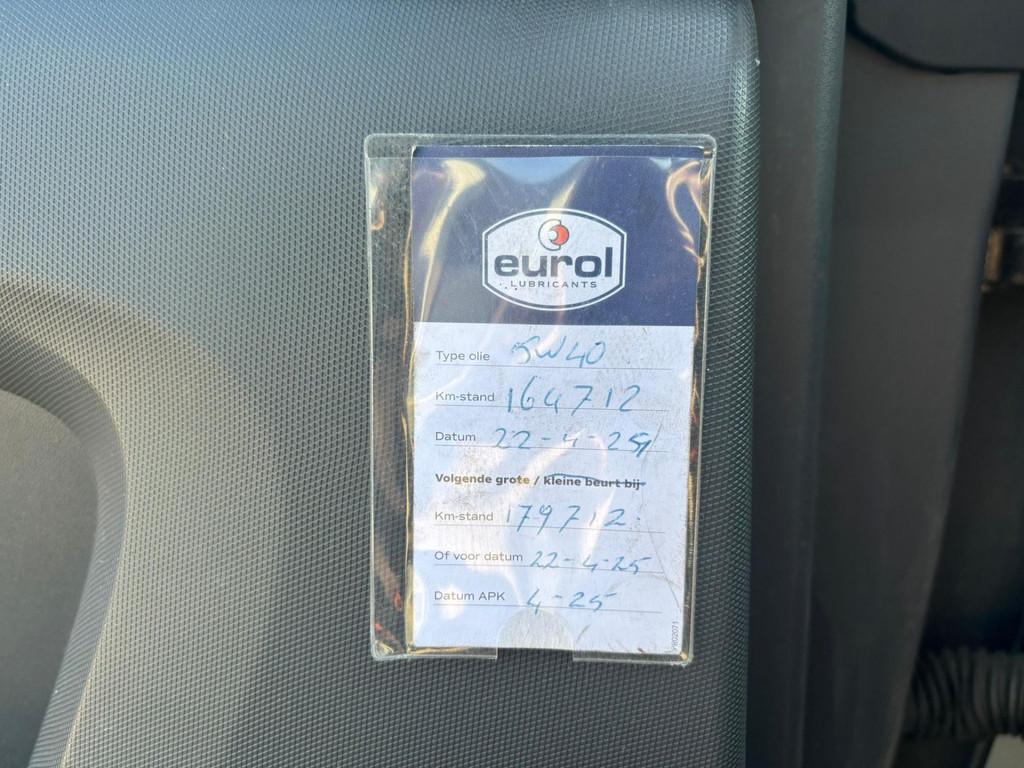 eurol
LUBRICANTS
Type olie 5W40
Km-stand 164712
Datum 22-4-25
Volgende grote / kleine beurt bij
Km-stand 179712
Of voor datum 22-4-25
Datum APK 4-25